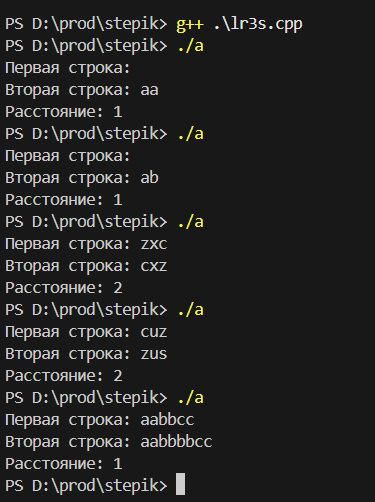 PS D:\prod\stepik> g++ .\lr3s.cpp
PS D:\prod\stepik> ./a
Первая строка:
Вторая строка: aa
Расстояние: 1
PS D:\prod\stepik> ./a
Первая строка:
Вторая строка: ab
Расстояние: 1
PS D:\prod\stepik> ./a
Первая строка: zxc
Вторая строка: cxz
Расстояние: 2
PS D:\prod\stepik> ./a
Первая строка: cuz
Вторая строка: zus
Расстояние: 2
PS D:\prod\stepik> ./a
Первая строка: aabbcc
Вторая строка: aabbbbcc
Расстояние: 1
PS D:\prod\stepik>